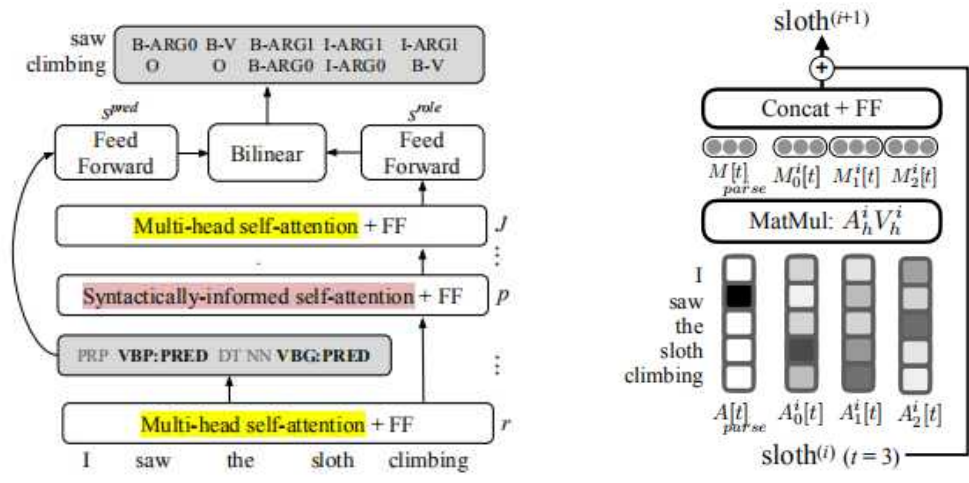 saw B-ARG0 B-V B-ARG1 I-ARG1 I-ARG1
climbing O O B-ARG0 I-ARG0 B-V
s^pred s^role
Feed Forward
Bilinear
Feed Forward
Multi-head self-attention + FF J
Syntactically-informed self-attention + FF p
PRP VBP:PRED DT NN VBG:PRED
Multi-head self-attention + FF r
I saw the sloth climbing
sloth(i+1)
+
Concat + FF
M[t] parse M^i_0[t] M^i_1[t] M^i_2[t]
MatMul: A^i_h V^i_h
I
saw
the
sloth
climbing
A[t] parse A^i_0[t] A^i_1[t] A^i_2[t]
sloth(i) (t = 3)